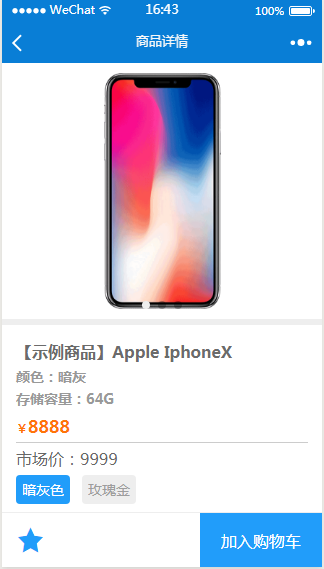 WeChat 16:43 100%
商品详情
【示例商品】Apple IphoneX
颜色：暗灰
存储容量：64G
￥8888
市场价：9999
暗灰色 玫瑰金
加入购物车